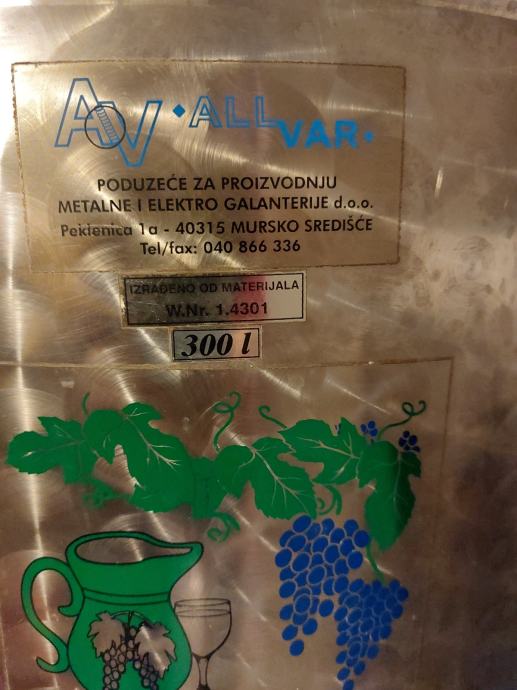 AV •ALL VAR•
PODUZEĆE ZA PROIZVODNJU
METALNE I ELEKTRO GALANTERIJE d.o.o.
Peklenica 1a - 40315 MURSKO SREDIŠĆE
Tel/fax: 040 866 336
IZRAĐENO OD MATERIJALA
W.Nr. 1.4301
300 l